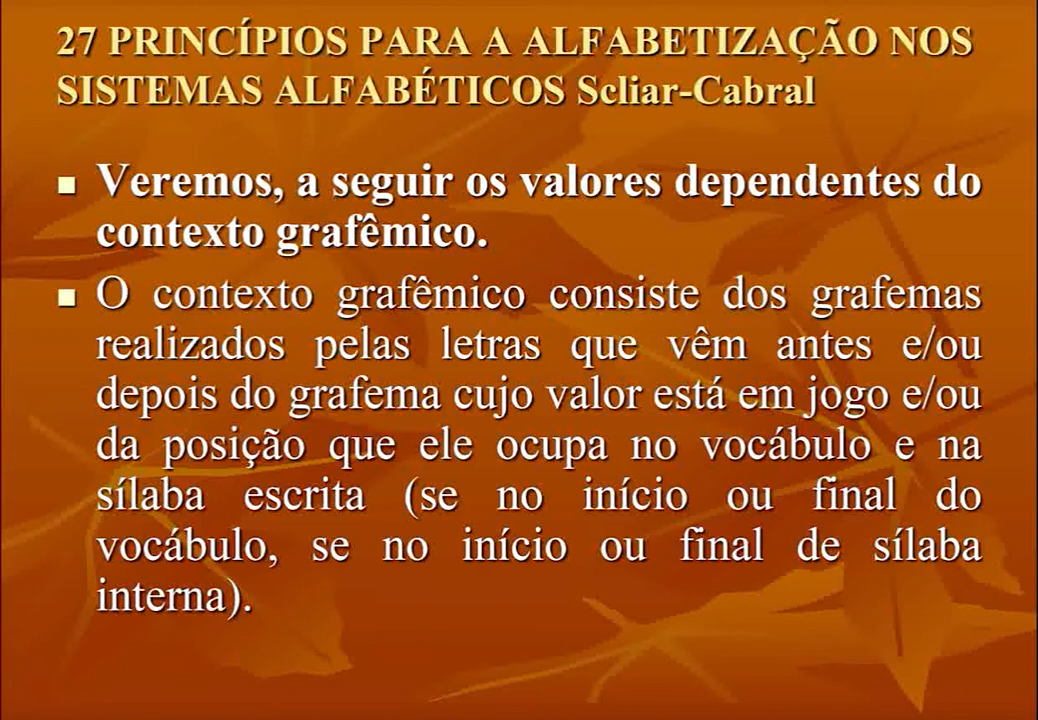 27 PRINCÍPIOS PARA A ALFABETIZAÇÃO NOS
SISTEMAS ALFABÉTICOS Scliar-Cabral
Veremos, a seguir os valores dependentes do
contexto grafêmico.
O contexto grafêmico consiste dos grafemas
realizados pelas letras que vêm antes e/ou
depois do grafema cujo valor está em jogo e/ou
da posição que ele ocupa no vocábulo e na
sílaba escrita (se no início ou final do
vocábulo, se no início ou final de sílaba
interna).